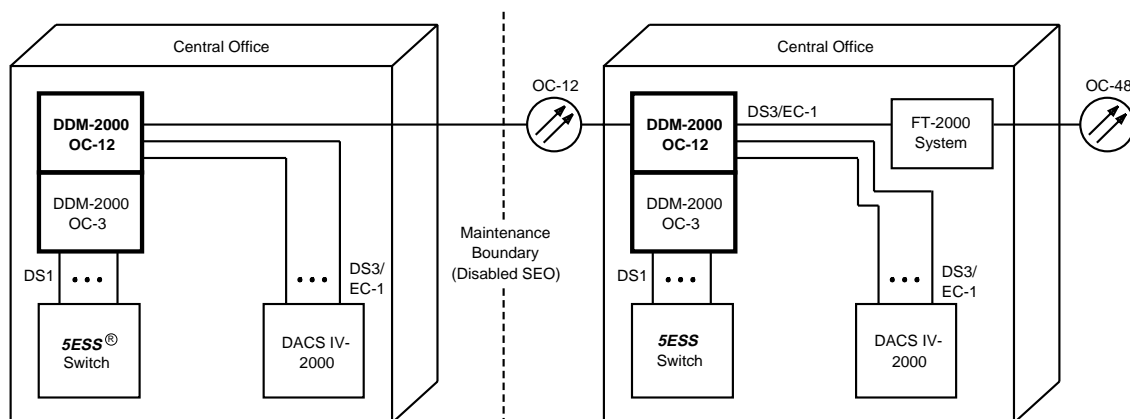 Central Office
DDM-2000
OC-12
DDM-2000
OC-3
DS1
5ESS®
Switch
DS3/
EC-1
DACS IV-
2000
Maintenance
Boundary
(Disabled SEO)
OC-12
Central Office
DDM-2000
OC-12
DS3/EC-1
FT-2000
System
OC-48
DDM-2000
OC-3
DS1
5ESS
Switch
DS3/
EC-1
DACS IV-
2000